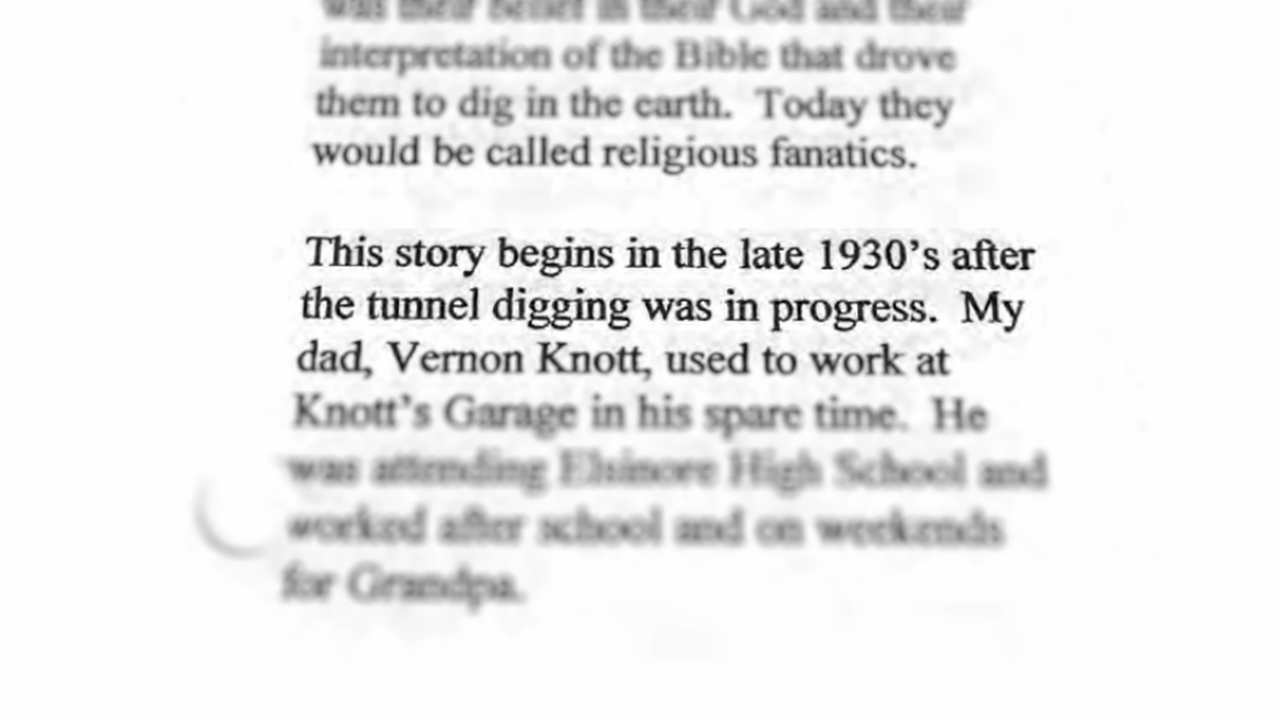 was their belief in their God and their
interpretation of the Bible that drove
them to dig in the earth.  Today they
would be called religious fanatics.
This story begins in the late 1930's after
the tunnel digging was in progress.  My
dad, Vernon Knott, used to work at
Knott's Garage in his spare time.  He
was attending Elsinore High School and
worked after school and on weekends
for Grandpa.